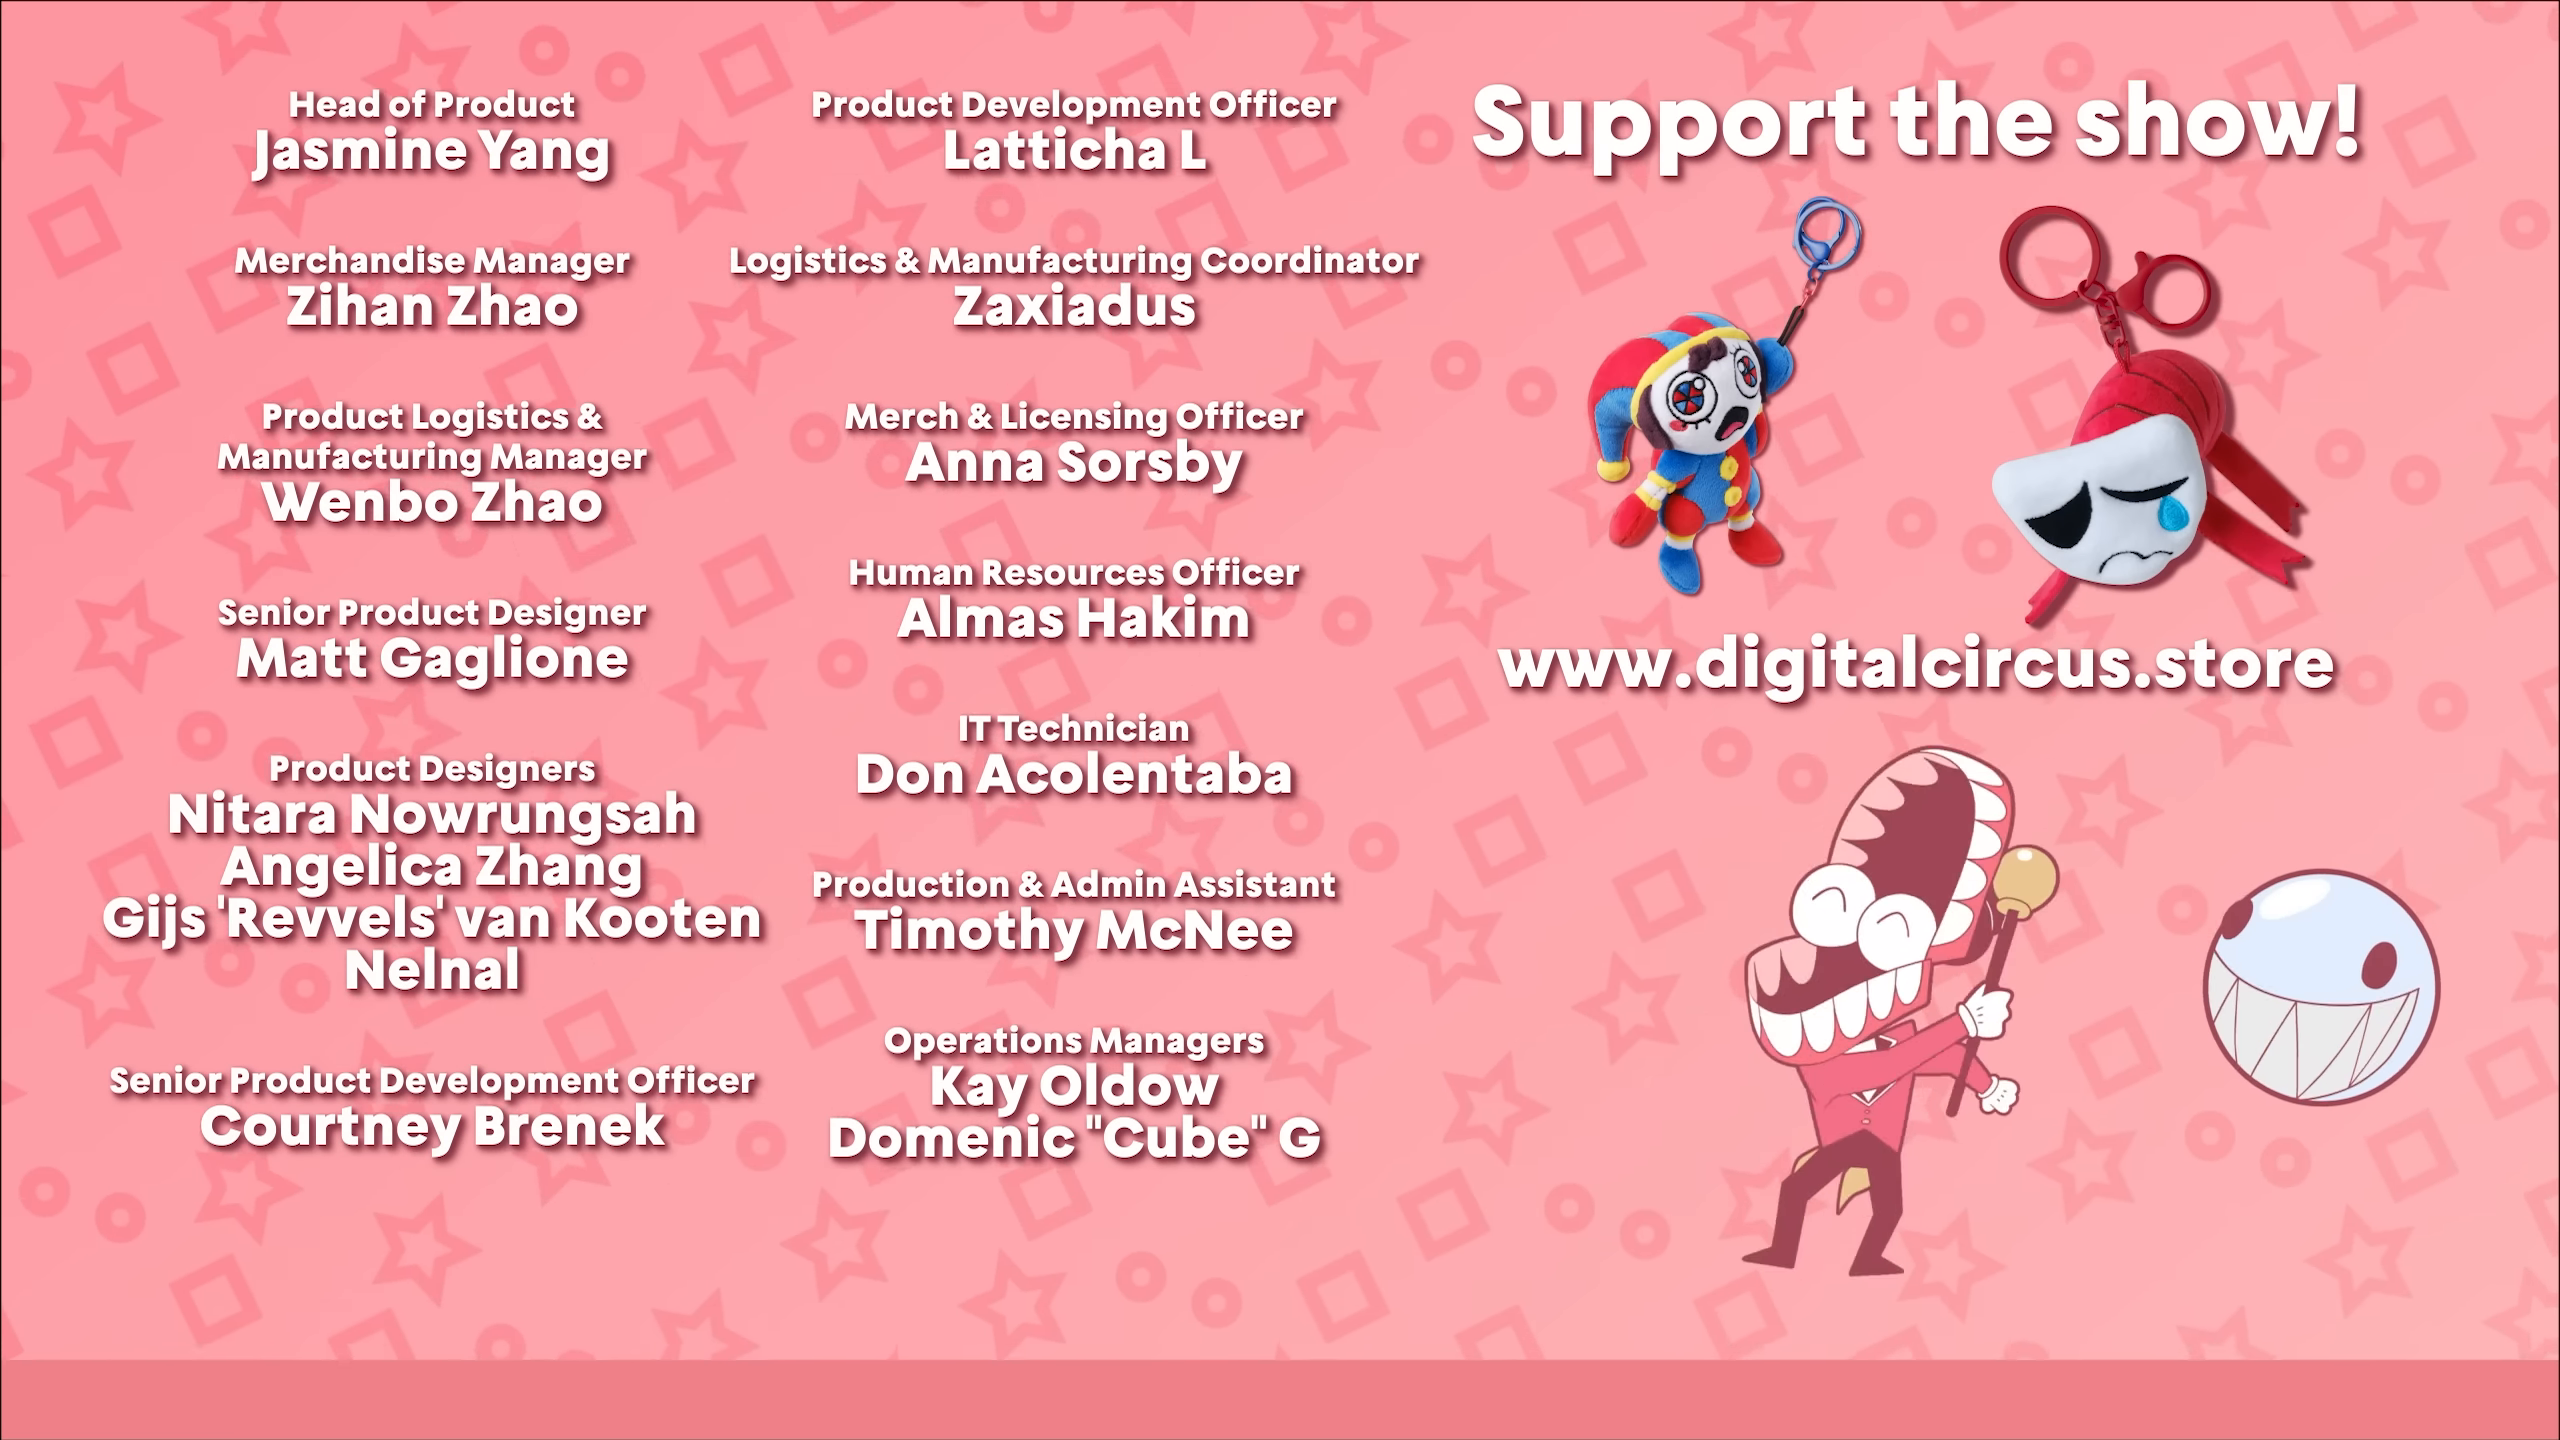 Head of Product
Jasmine Yang
Merchandise Manager
Zihan Zhao
Product Logistics &
Manufacturing Manager
Wenbo Zhao
Senior Product Designer
Matt Gaglione
Product Designers
Nitara Nowrungsah
Angelica Zhang
Gijs 'Revvels' van Kooten
Nelnal
Senior Product Development Officer
Courtney Brenek
Product Development Officer
Latticha L
Logistics & Manufacturing Coordinator
Zaxiadus
Merch & Licensing Officer
Anna Sorsby
Human Resources Officer
Almas Hakim
IT Technician
Don Acolentaba
Production & Admin Assistant
Timothy McNee
Operations Managers
Kay Oldow
Domenic "Cube" G
Support the show!
www.digitalcircus.store